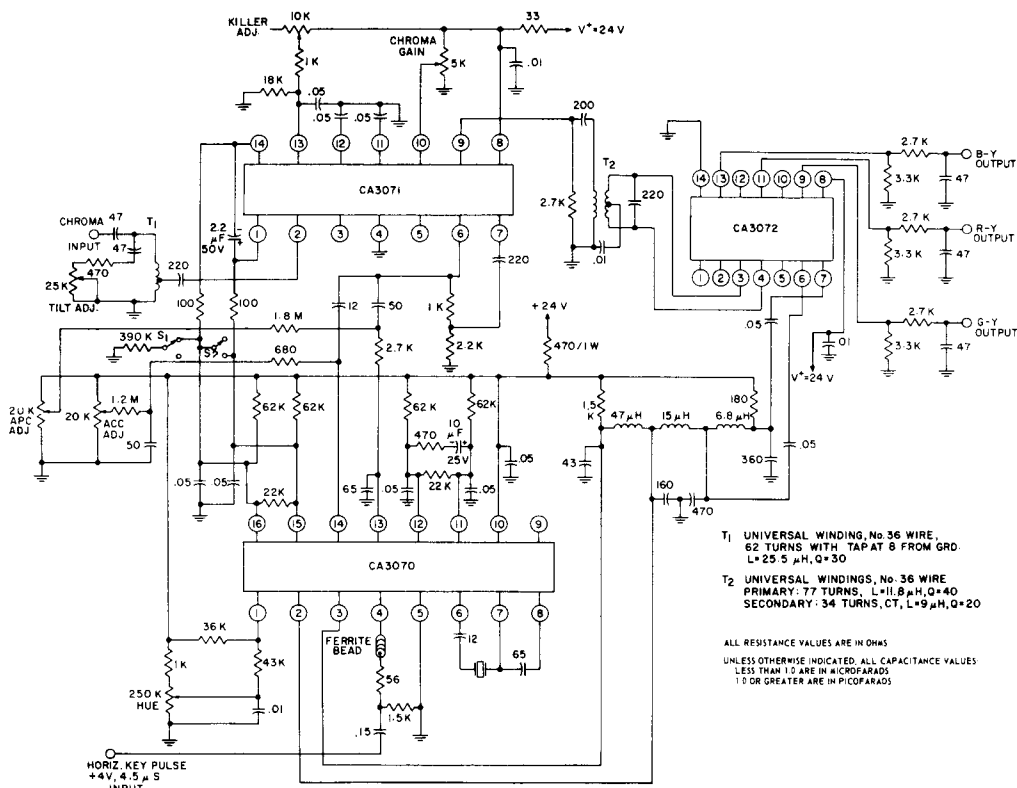 KILLER ADJ.
10K
33
V+=24 V
CHROMA GAIN
5K
.01
1K
18K
.05
.05
.05
200
14 13 12 11 10 9 8
CA3071
1 2 3 4 5 6 7
T2
2.7K
220
.01
14 13 12 11 10 9 8
CA3072
1 2 3 4 5 6 7
2.7K
B-Y OUTPUT
3.3K
47
2.7K
R-Y OUTPUT
3.3K
47
2.7K
G-Y OUTPUT
3.3K
47
.05
.01
V+=24 V
.05
CHROMA INPUT
47
T1
47
470
25K
TILT ADJ.
220
2.2 μF 50V
100
100
12
50
1K
220
2.2K
1.8 M
2.7K
680
390 K
S1
S2
+24 V
470/1W
20K APC ADJ
20 K ACC ADJ
1.2M
50
62K
62K
62K
62K
470
10 μF 25V
22K
.05
.05
22K
65
.05
.05
.05
1.5 K
47μH
15μH
6.8μH
180
43
360
160
470
16 15 14 13 12 11 10 9
CA3070
1 2 3 4 5 6 7 8
36K
1K
43K
250 K HUE
.01
FERRITE BEAD
56
1.5K
.15
12
65
HORIZ. KEY PULSE
+4V, 4.5 μ S
INPUT
T1 UNIVERSAL WINDING, No. 36 WIRE,
62 TURNS WITH TAP AT 8 FROM GRD.
L=25.5 μH, Q=30
T2 UNIVERSAL WINDINGS, No. 36 WIRE
PRIMARY: 77 TURNS, L=11.8μH, Q=40
SECONDARY: 34 TURNS, CT, L=9μH, Q=20
ALL RESISTANCE VALUES ARE IN OHMS
UNLESS OTHERWISE INDICATED, ALL CAPACITANCE VALUES
LESS THAN 1.0 ARE IN MICROFARADS
1.0 OR GREATER ARE IN PICOFARADS